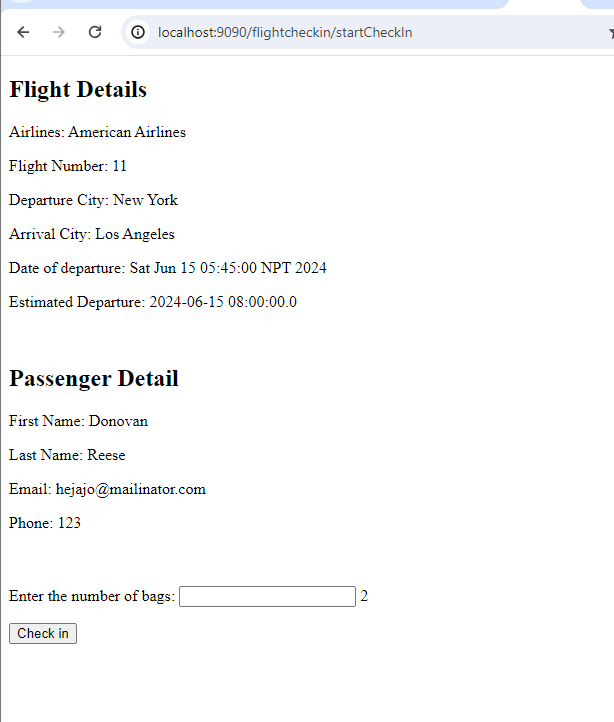 localhost:9090/flightcheckin/startCheckIn
Flight Details
Airlines: American Airlines
Flight Number: 11
Departure City: New York
Arrival City: Los Angeles
Date of departure: Sat Jun 15 05:45:00 NPT 2024
Estimated Departure: 2024-06-15 08:00:00.0
Passenger Detail
First Name: Donovan
Last Name: Reese
Email: hejajo@mailinator.com
Phone: 123
Enter the number of bags: 2
Check in